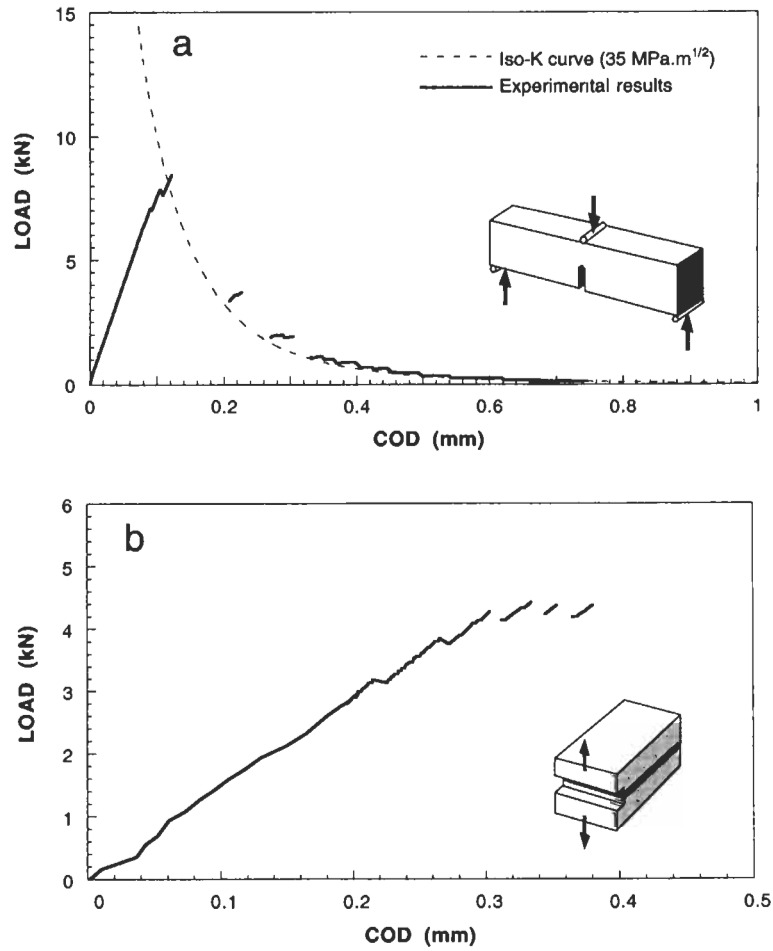 15
a
Iso-K curve (35 MPa.m1/2)
Experimental results
10
LOAD (kN)
5
0
0 0.2 0.4 0.6 0.8 1
COD (mm)
6
b
5
4
LOAD (kN)
3
2
1
0
0 0.1 0.2 0.3 0.4 0.5
COD (mm)